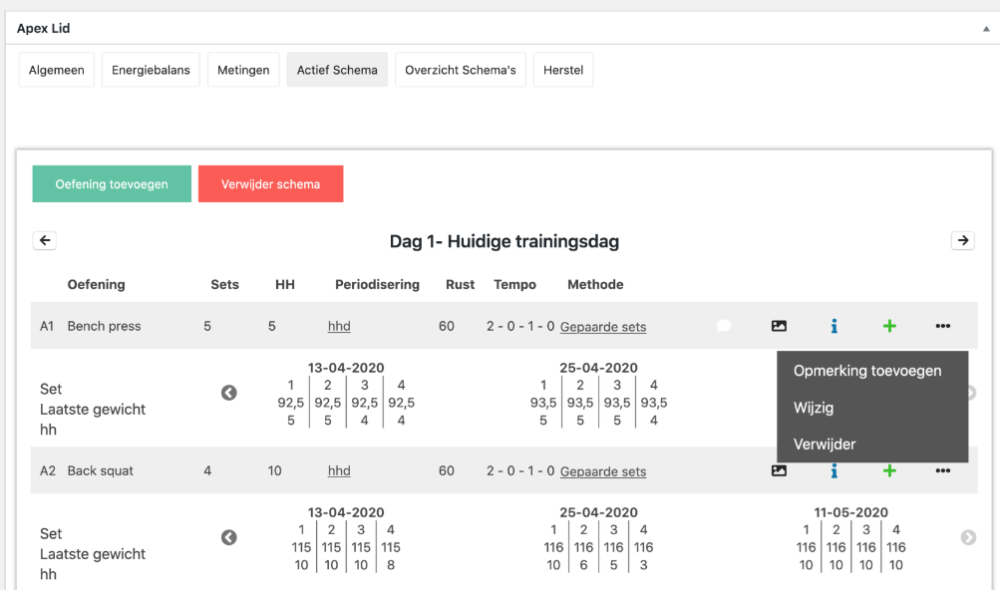 Apex Lid
Algemeen Energiebalans Metingen Actief Schema Overzicht Schema's Herstel
Oefening toevoegen Verwijder schema
Dag 1- Huidige trainingsdag
Oefening Sets HH Periodisering Rust Tempo Methode
A1 Bench press 5 5 hhd 60 2 - 0 - 1 - 0 Gepaarde sets
13-04-2020 25-04-2020
Set 1 2 3 4 1 2 3 4
Laatste gewicht 92,5 92,5 92,5 92,5 93,5 93,5 93,5 93,5
hh 5 5 4 4 5 5 5 4
Opmerking toevoegen
Wijzig
Verwijder
A2 Back squat 4 10 hhd 60 2 - 0 - 1 - 0 Gepaarde sets
13-04-2020 25-04-2020 11-05-2020
Set 1 2 3 4 1 2 3 4 1 2 3 4
Laatste gewicht 115 115 115 115 116 116 116 116 116 116 116 116
hh 10 10 10 8 10 6 5 3 10 10 10 10